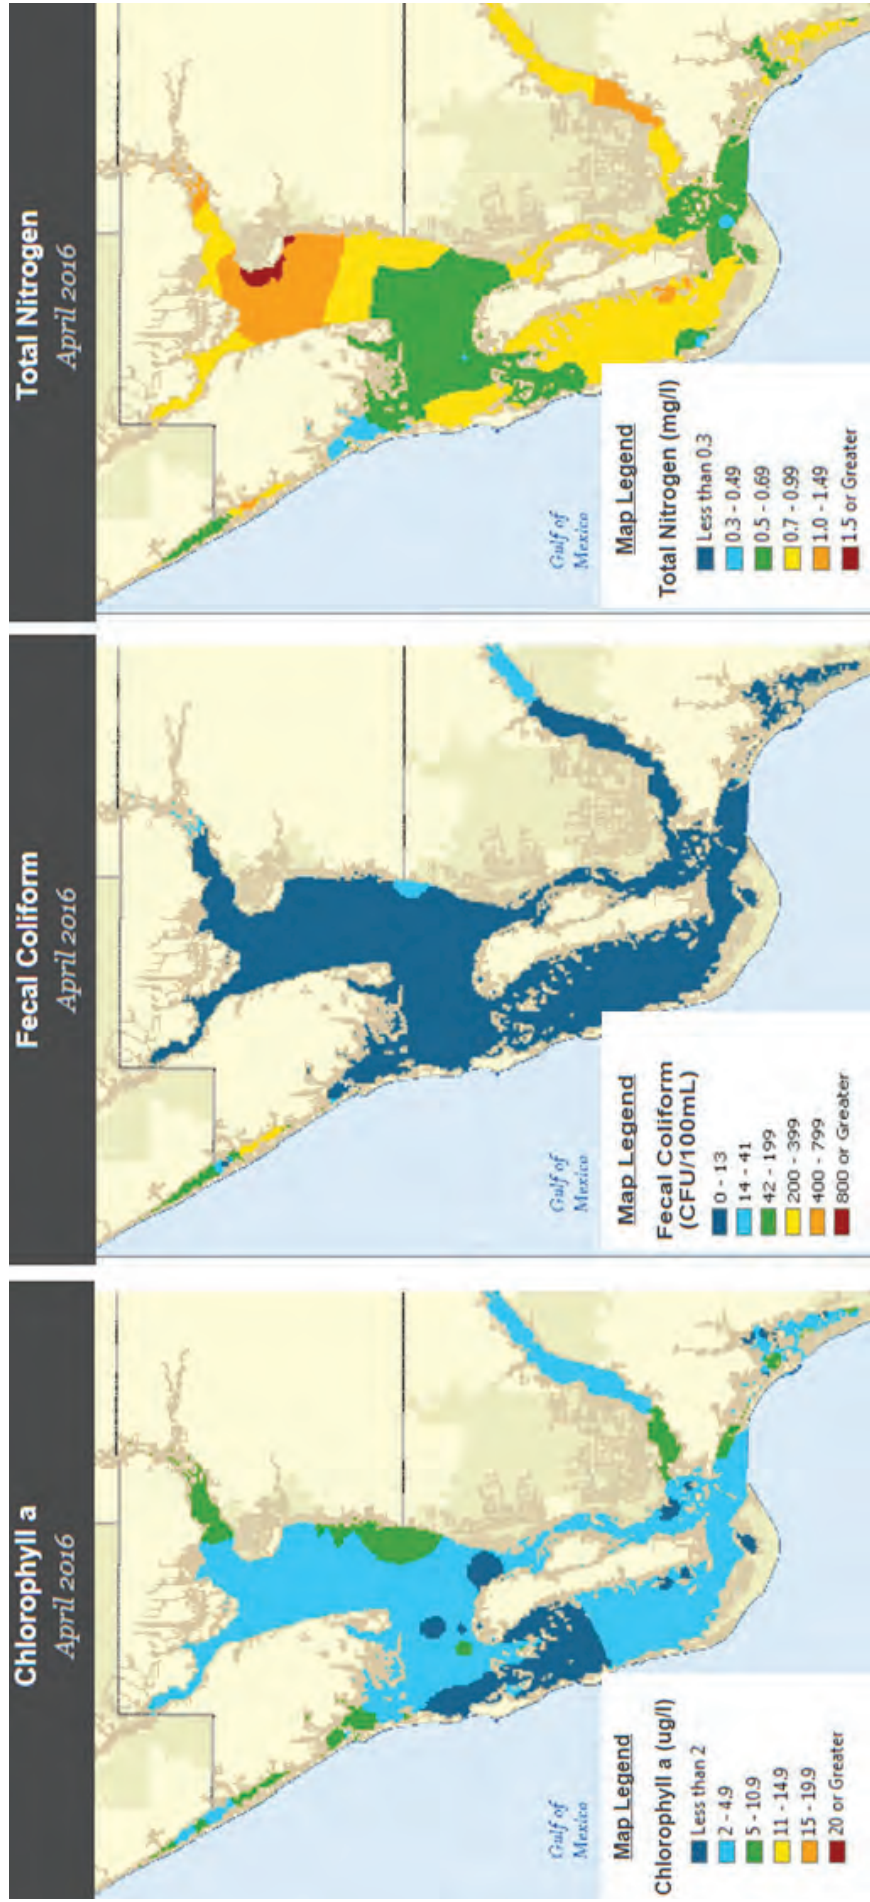 Chlorophyll a
April 2016
Gulf of
Mexico
Map Legend
Chlorophyll a (ug/l)
Less than 2
2 - 4.9
5 - 10.9
11 - 14.9
15 - 19.9
20 or Greater
Fecal Coliform
April 2016
Gulf of
Mexico
Map Legend
Fecal Coliform
(CFU/100mL)
0 - 13
14 - 41
42 - 199
200 - 399
400 - 799
800 or Greater
Total Nitrogen
April 2016
Gulf of
Mexico
Map Legend
Total Nitrogen (mg/l)
Less than 0.3
0.3 - 0.49
0.5 - 0.69
0.7 - 0.99
1.0 - 1.49
1.5 or Greater